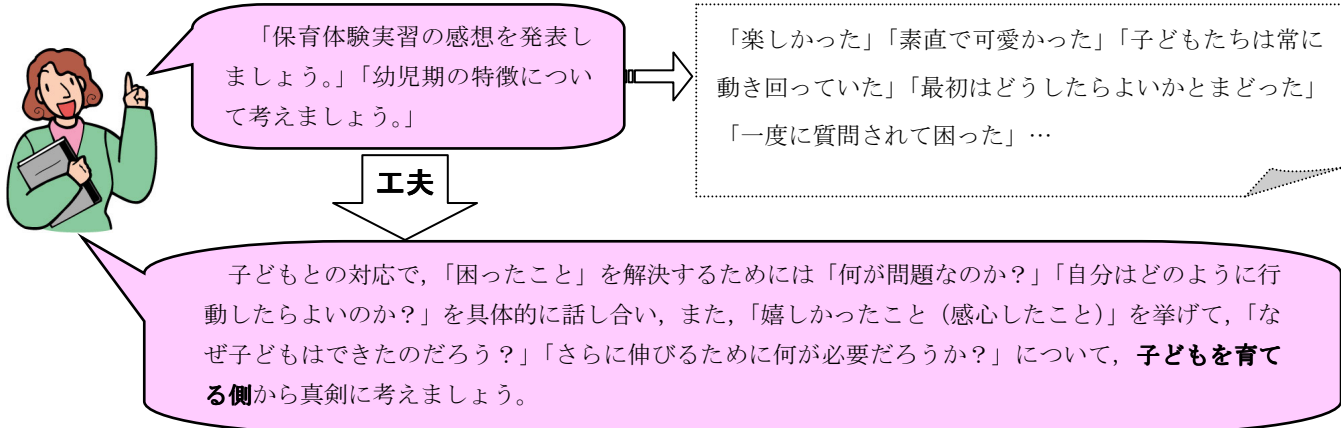 「保育体験実習の感想を発表し
ましょう。」「幼児期の特徴につい
て考えましょう。」
「楽しかった」「素直で可愛かった」「子どもたちは常に
動き回っていた」「最初はどうしたらよいかとまどった」
「一度に質問されて困った」…
工夫
子どもとの対応で，「困ったこと」を解決するためには「何が問題なのか？」「自分はどのように行
動したらよいのか？」を具体的に話し合い，また，「嬉しかったこと（感心したこと）」を挙げて，「な
ぜ子どもはできたのだろう？」「さらに伸びるために何が必要だろうか？」について，子どもを育て
る側から真剣に考えましょう。